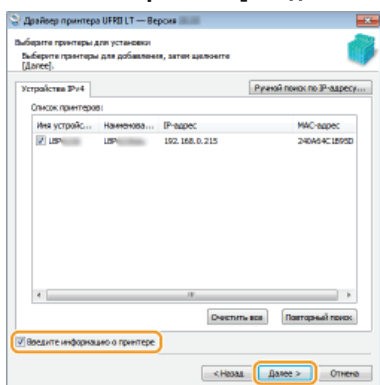 Драйвер принтера UFRII LT — Версия
Выберите принтеры для установки
Выберите принтеры для добавления, затем щелкните
[Далее].
Устройства IPv4
Ручной поиск по IP-адресу...
Список принтеров:
Имя устройс... Наименова... IP-адрес MAC-адрес
LBP LBP 192.168.0.215 240A64C1B95D
Очистить все Повторный поиск
Введите информацию о принтере
< Назад Далее > Отмена